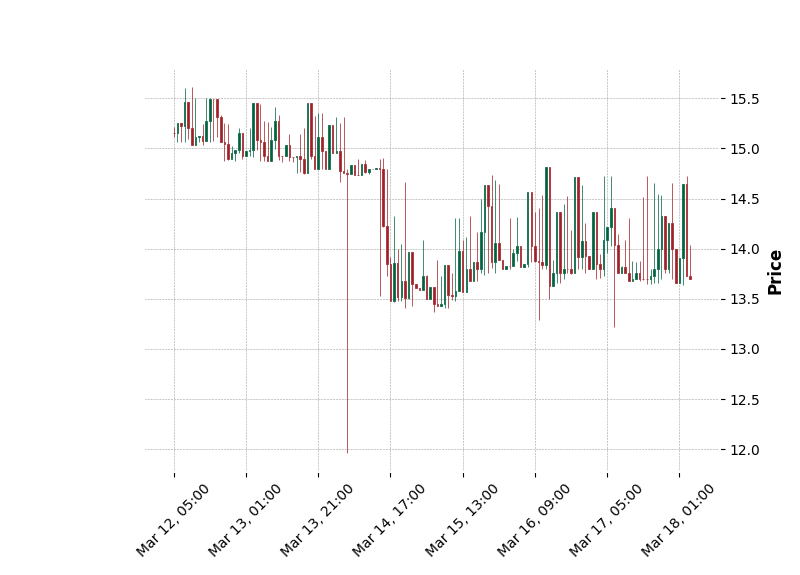 15.5
15.0
14.5
14.0
13.5
13.0
12.5
12.0
Price
Mar 12, 05:00
Mar 13, 01:00
Mar 13, 21:00
Mar 14, 17:00
Mar 15, 13:00
Mar 16, 09:00
Mar 17, 05:00
Mar 18, 01:00